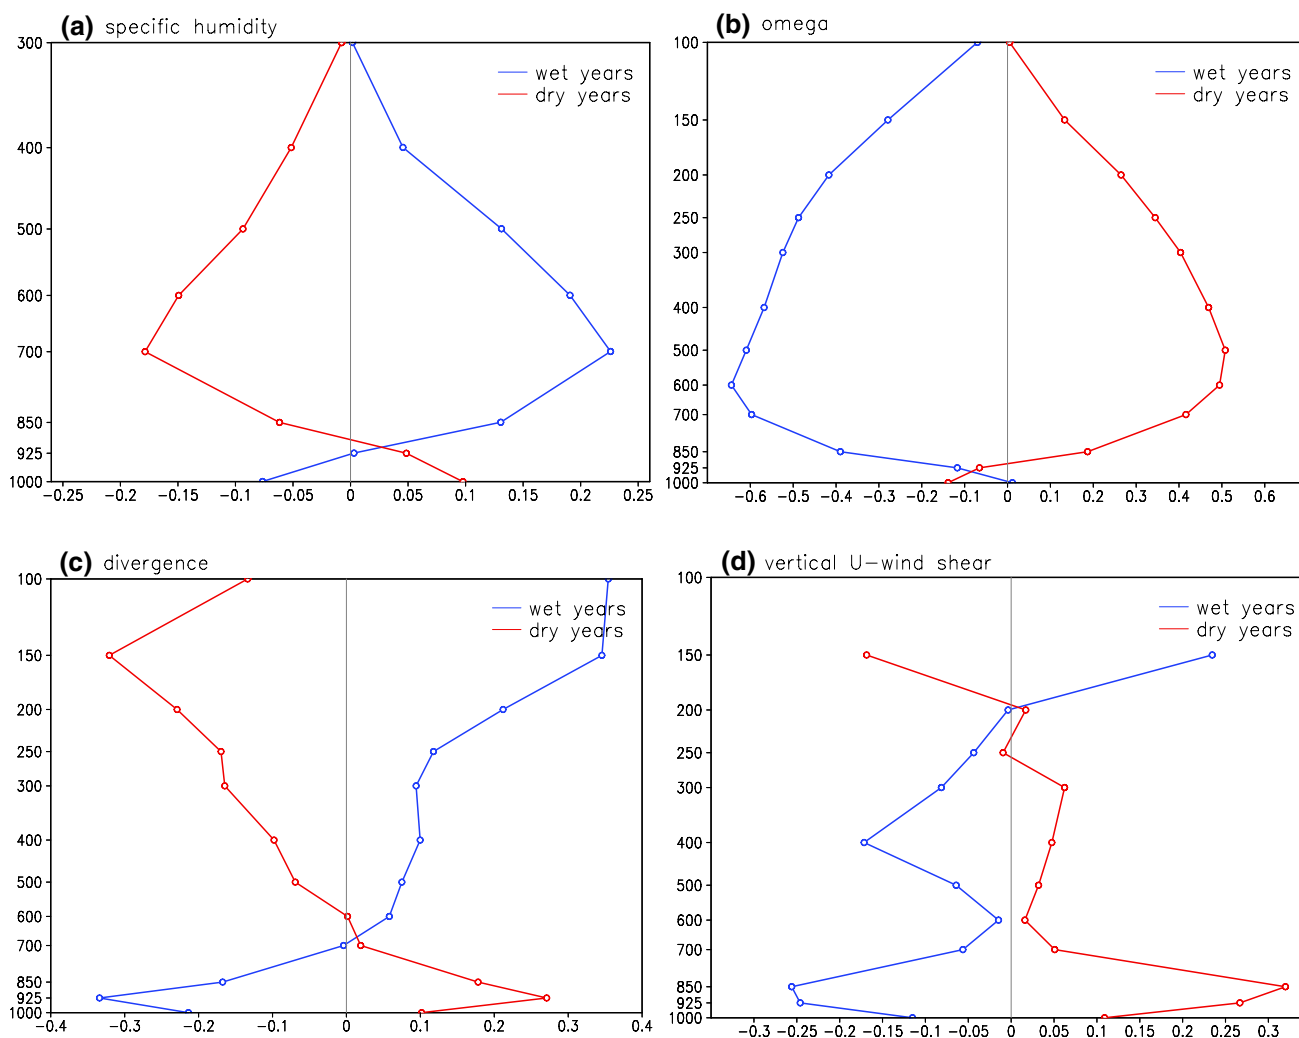 (a) specific humidity
300
400
500
600
700
850
925
1000
wet years
dry years
−0.25 −0.2 −0.15 −0.1 −0.05 0 0.05 0.1 0.15 0.2 0.25
(b) omega
100
150
200
250
300
400
500
600
700
850
925
1000
wet years
dry years
−0.6 −0.5 −0.4 −0.3 −0.2 −0.1 0 0.1 0.2 0.3 0.4 0.5 0.6
(c) divergence
100
150
200
250
300
400
500
600
700
850
925
1000
wet years
dry years
−0.4 −0.3 −0.2 −0.1 0 0.1 0.2 0.3 0.4
(d) vertical U−wind shear
100
150
200
250
300
400
500
600
700
850
925
1000
wet years
dry years
−0.3 −0.25 −0.2 −0.15 −0.1 −0.05 0 0.05 0.1 0.15 0.2 0.25 0.3